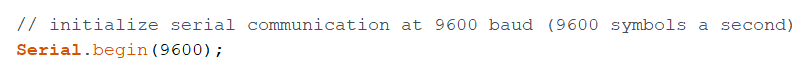 // initialize serial communication at 9600 baud (9600 symbols a second)
Serial.begin(9600);